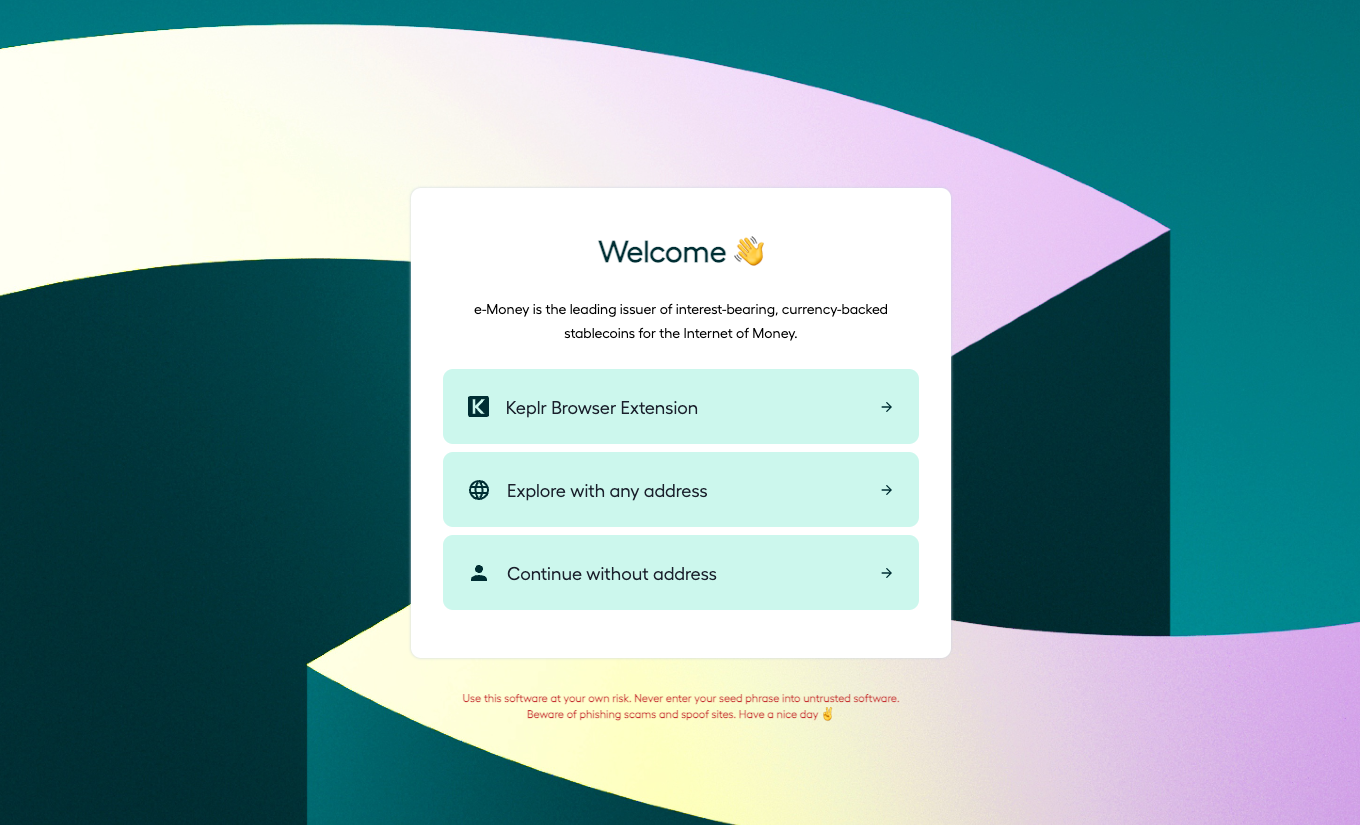 Welcome 👋
e-Money is the leading issuer of interest-bearing, currency-backed
stablecoins for the Internet of Money.
K Keplr Browser Extension
Explore with any address
Continue without address
Use this software at your own risk. Never enter your seed phrase into untrusted software.
Beware of phishing scams and spoof sites. Have a nice day ✌